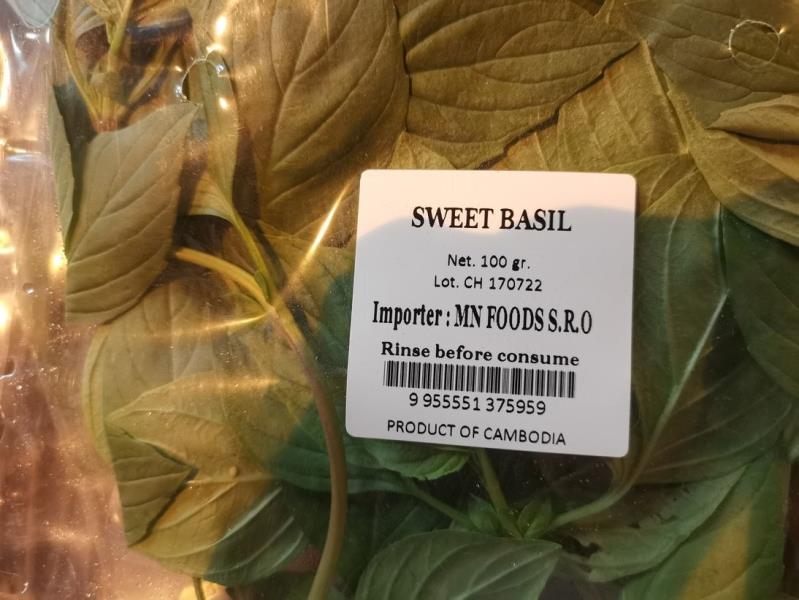 SWEET BASIL
Net. 100 gr.
Lot. CH 170722
Importer : MN FOODS S.R.O
Rinse before consume
9 955551 375959
PRODUCT OF CAMBODIA